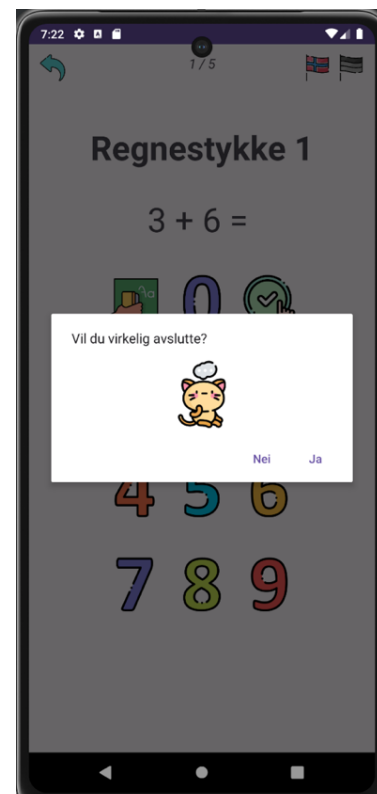 7:22
1/5
Regnestykke 1
3 + 6 =
Aa
0
Vil du virkelig avslutte?
Nei Ja
4 5 6
7 8 9